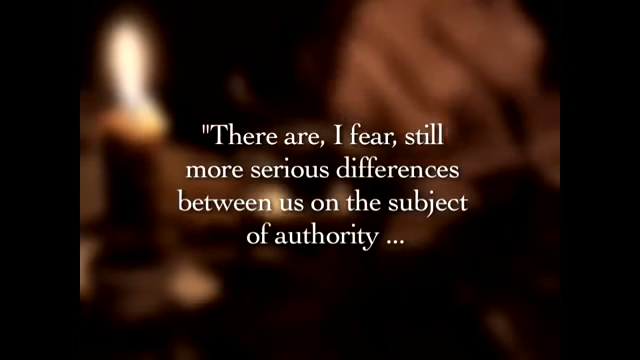 "There are, I fear, still
more serious differences
between us on the subject
of authority ...